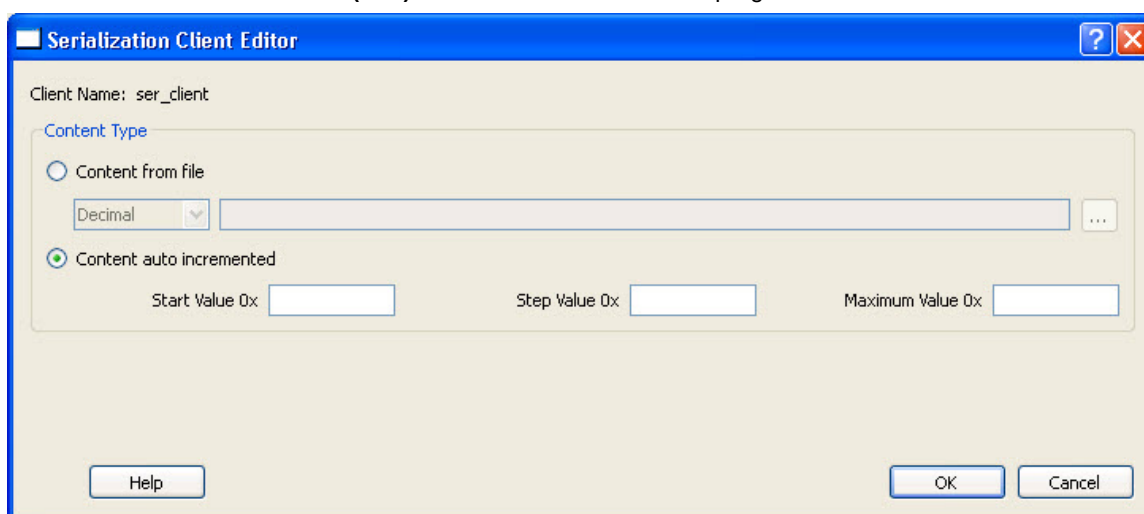 Serialization Client Editor
Client Name: ser_client
Content Type
Content from file
Decimal ...
Content auto incremented
Start Value 0x Step Value 0x Maximum Value 0x
Help OK Cancel